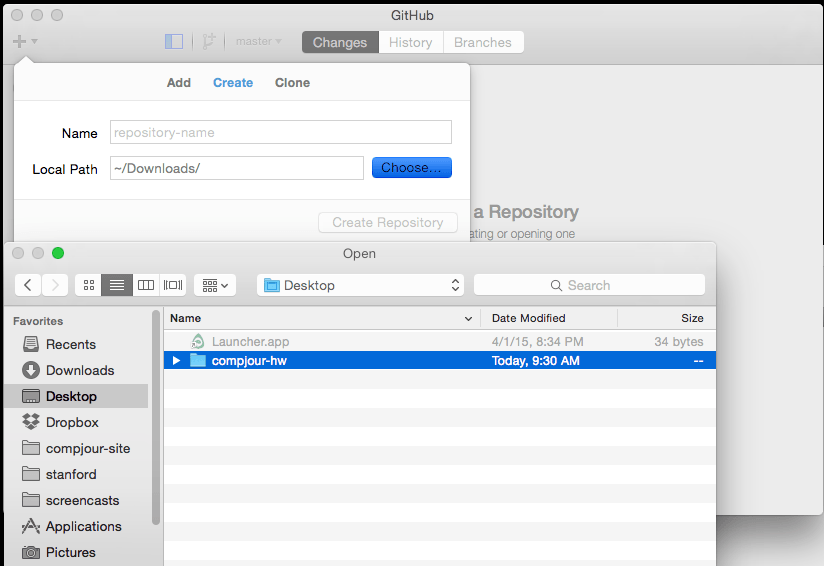 GitHub
master
Changes
History
Branches
Add
Create
Clone
Name
repository-name
Local Path
~/Downloads/
Choose...
Create Repository
a Repository
ating or opening one
Open
Desktop
Search
Favorites
Name
Date Modified
Size
Recents
Launcher.app
4/1/15, 8:34 PM
34 bytes
Downloads
compjour-hw
Today, 9:30 AM
--
Desktop
Dropbox
compjour-site
stanford
screencasts
Applications
Pictures